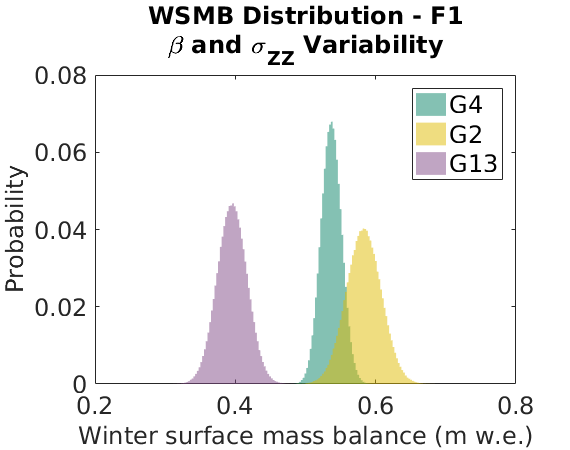 WSMB Distribution - F1
β and σZZ Variability
0.08
0.06
0.04
0.02
0
Probability
G4
G2
G13
0.2 0.4 0.6 0.8
Winter surface mass balance (m w.e.)